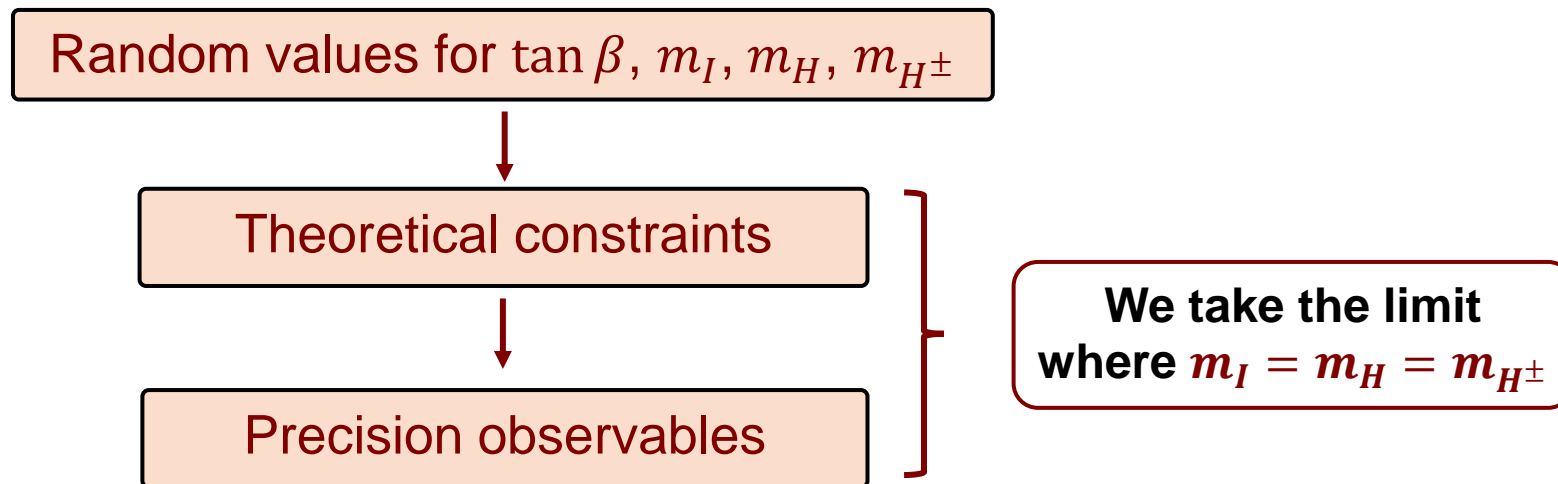 Random values for tan β, m_I, m_H, m_{H^±}
Theoretical constraints
We take the limit
where m_I = m_H = m_{H^±}
Precision observables